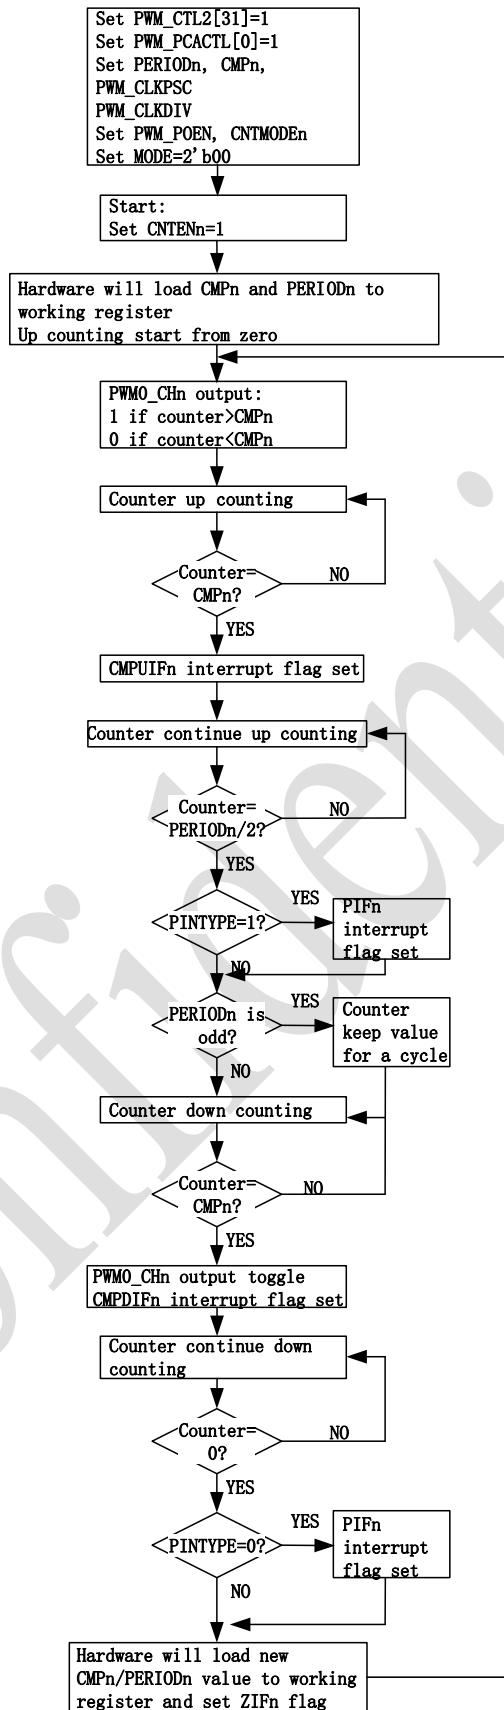 Set PWM_CTL2[31]=1
Set PWM_PCACTL[0]=1
Set PERIODn, CMPn,
PWM_CLKPSC
PWM_CLKDIV
Set PWM_POEN, CNTMODEn
Set MODE=2'b00
Start:
Set CNTENn=1
Hardware will load CMPn and PERIODn to
working register
Up counting start from zero
PWM0_CHn output:
1 if counter>CMPn
0 if counter<CMPn
Counter up counting
Counter=
CMPn?
NO
YES
CMPUIFn interrupt flag set
Counter continue up counting
Counter=
PERIODn/2?
NO
YES
PINTYPE=1?
YES
PIFn
interrupt
flag set
NO
PERIODn is
odd?
YES
Counter
keep value
for a cycle
NO
Counter down counting
Counter=
CMPn?
NO
YES
PWM0_CHn output toggle
CMPDIFn interrupt flag set
Counter continue down
counting
Counter=
0?
NO
YES
PINTYPE=0?
YES
PIFn
interrupt
flag set
NO
Hardware will load new
CMPn/PERIODn value to working
register and set ZIFn flag